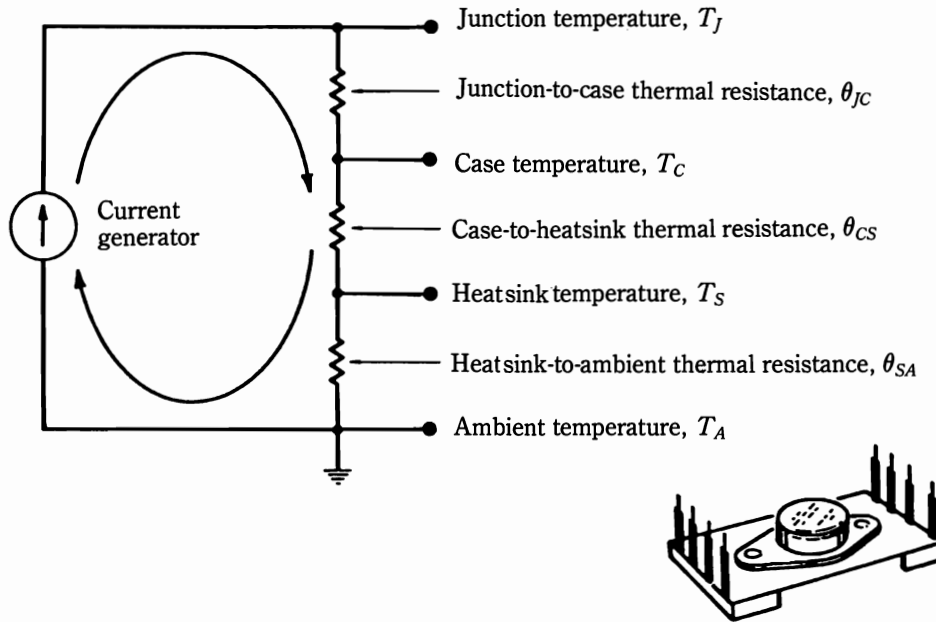 Junction temperature, T_J
Junction-to-case thermal resistance, θ_JC
Case temperature, T_C
Current
generator
Case-to-heatsink thermal resistance, θ_CS
Heatsink temperature, T_S
Heatsink-to-ambient thermal resistance, θ_SA
Ambient temperature, T_A